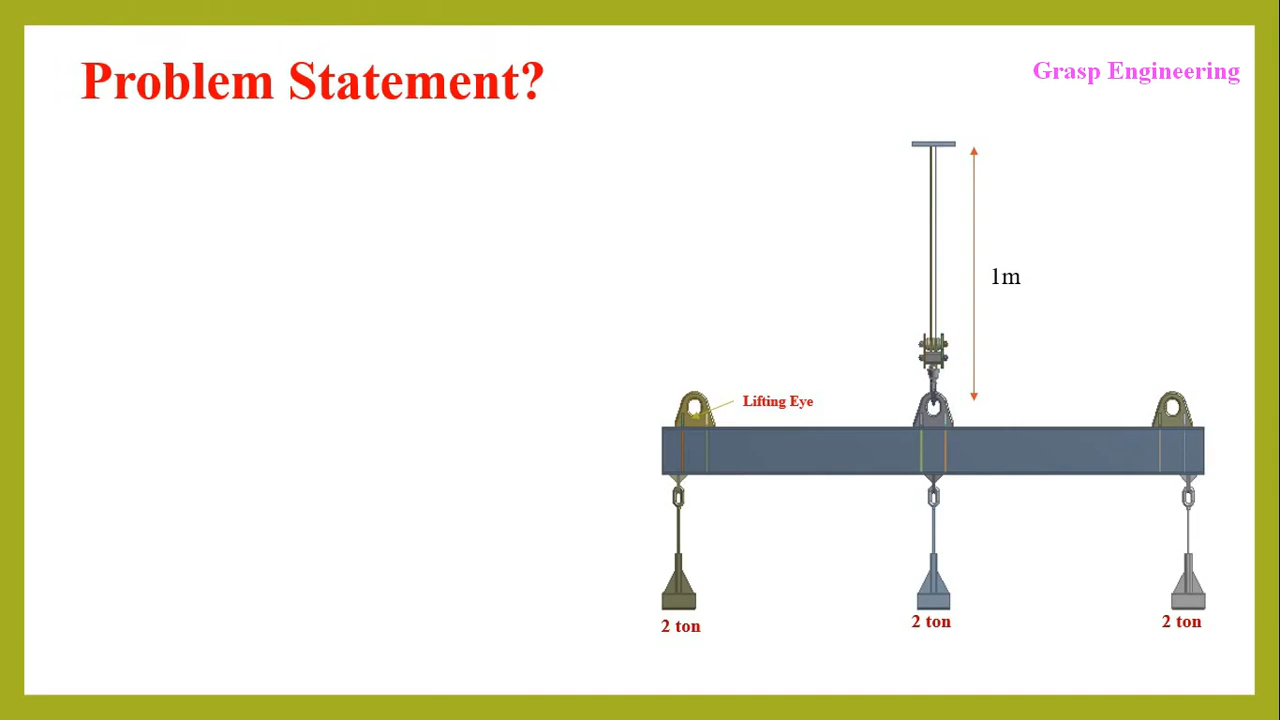 Problem Statement?
Grasp Engineering
1m
Lifting Eye
2 ton
2 ton
2 ton